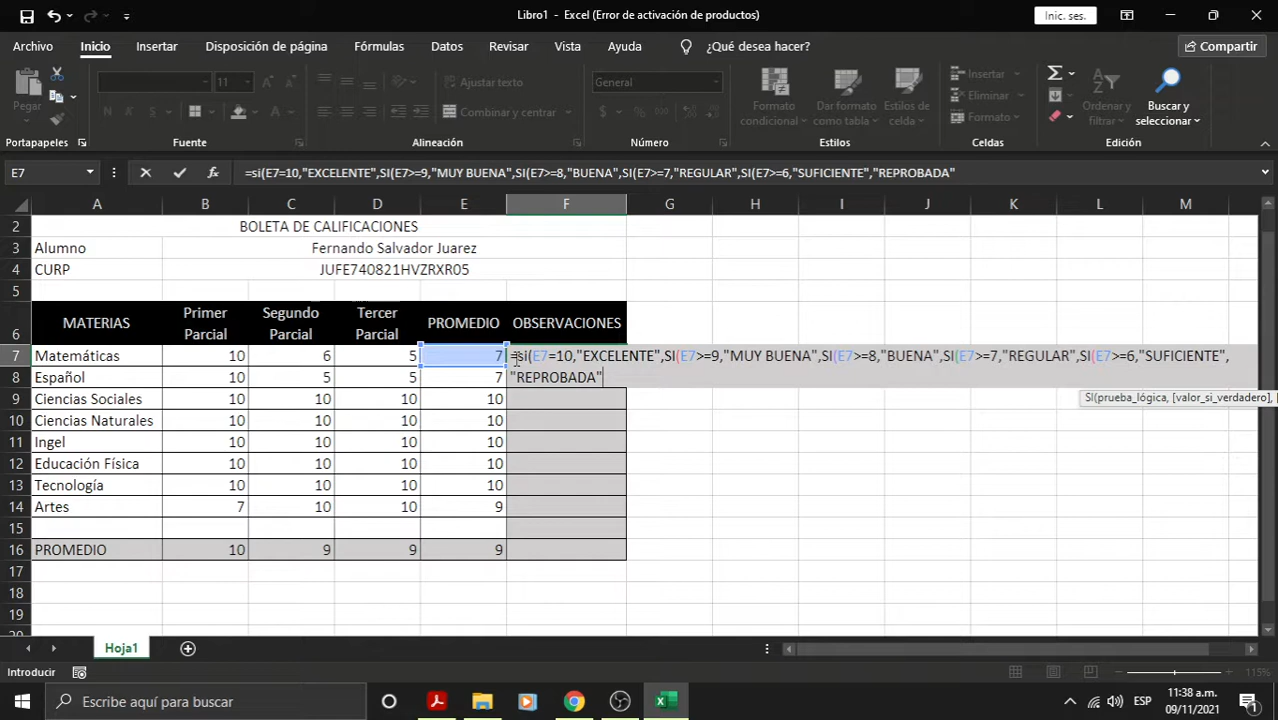 Libro1 - Excel (Error de activación de productos)
Inic. ses.
Archivo Inicio Insertar Disposición de página Fórmulas Datos Revisar Vista Ayuda ¿Qué desea hacer? Compartir
Pegar
11
N K S
Ajustar texto
Combinar y centrar
General
Formato condicional
Dar formato como tabla
Estilos de celda
Insertar
Eliminar
Formato
Ordenar y filtrar
Buscar y seleccionar
Portapapeles Fuente Alineación Número Estilos Celdas Edición
E7 fx =si(E7=10,"EXCELENTE",SI(E7>=9,"MUY BUENA",SI(E7>=8,"BUENA",SI(E7>=7,"REGULAR",SI(E7>=6,"SUFICIENTE","REPROBADA"
A B C D E F G H I J K L M
2 BOLETA DE CALIFICACIONES
3 Alumno Fernando Salvador Juarez
4 CURP JUFE740821HVZRXR05
5
6 MATERIAS Primer Parcial Segundo Parcial Tercer Parcial PROMEDIO OBSERVACIONES
7 Matemáticas 10 6 5 7 =si(E7=10,"EXCELENTE",SI(E7>=9,"MUY BUENA",SI(E7>=8,"BUENA",SI(E7>=7,"REGULAR",SI(E7>=6,"SUFICIENTE",
8 Español 10 5 5 7 "REPROBADA"
SI(prueba_lógica, [valor_si_verdadero], [
9 Ciencias Sociales 10 10 10 10
10 Ciencias Naturales 10 10 10 10
11 Ingel 10 10 10 10
12 Educación Física 10 10 10 10
13 Tecnología 10 10 10 10
14 Artes 7 10 10 9
15
16 PROMEDIO 10 9 9 9
17
18
19
20
Hoja1
Introducir
115%
Escribe aquí para buscar
ESP
11:38 a.m.
09/11/2021
1